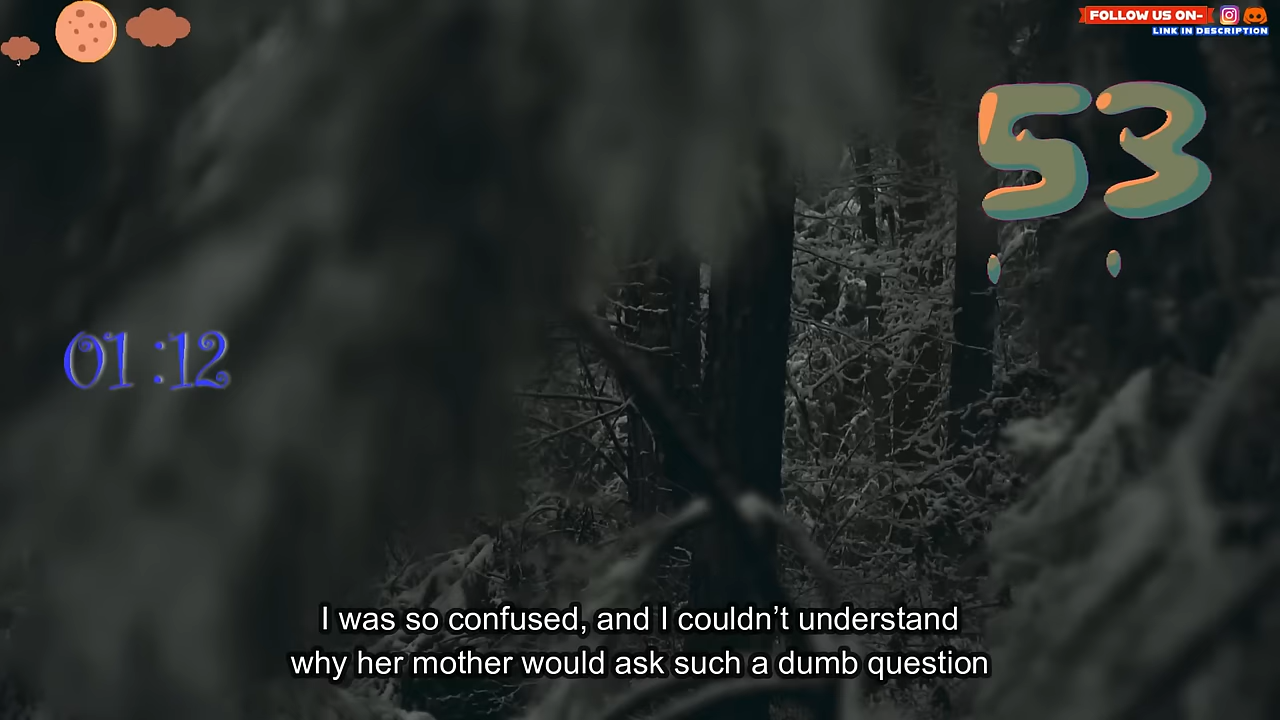 FOLLOW US ON-
LINK IN DESCRIPTION
53
01:12
I was so confused, and I couldn’t understand
why her mother would ask such a dumb question